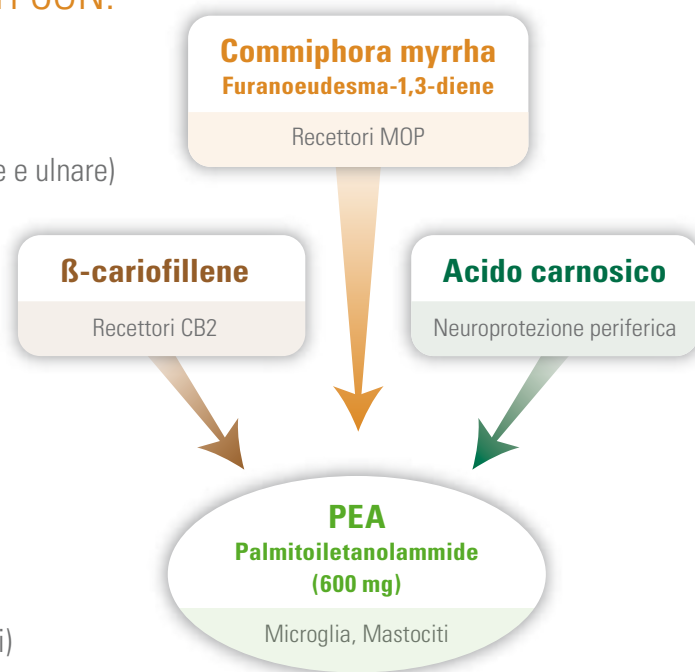 CON:
Commiphora myrrha
Furanoeudesma-1,3-diene
Recettori MOP
e e ulnare)
ß-cariofillene
Recettori CB2
Acido carnosico
Neuroprotezione periferica
PEA
Palmitoiletanolammide
(600 mg)
Microglia, Mastociti
i)